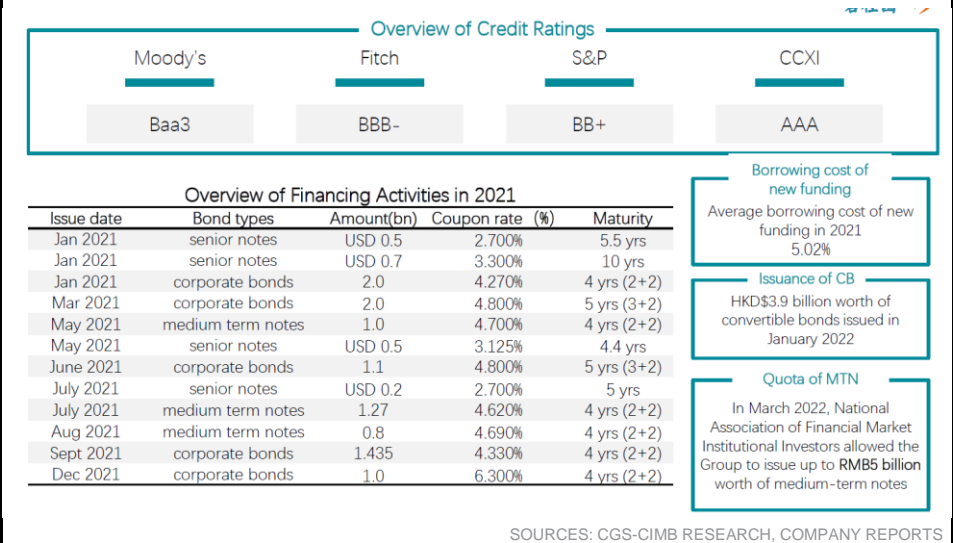 Overview of Credit Ratings
Moody's Fitch S&P CCXI
Baa3 BBB- BB+ AAA
Overview of Financing Activities in 2021
Issue date Bond types Amount(bn) Coupon rate (%) Maturity
Jan 2021 senior notes USD 0.5 2.700% 5.5 yrs
Jan 2021 senior notes USD 0.7 3.300% 10 yrs
Jan 2021 corporate bonds 2.0 4.270% 4 yrs (2+2)
Mar 2021 corporate bonds 2.0 4.800% 5 yrs (3+2)
May 2021 medium term notes 1.0 4.700% 4 yrs (2+2)
May 2021 senior notes USD 0.5 3.125% 4.4 yrs
June 2021 corporate bonds 1.1 4.800% 5 yrs (3+2)
July 2021 senior notes USD 0.2 2.700% 5 yrs
July 2021 medium term notes 1.27 4.620% 4 yrs (2+2)
Aug 2021 medium term notes 0.8 4.690% 4 yrs (2+2)
Sept 2021 corporate bonds 1.435 4.330% 4 yrs (2+2)
Dec 2021 corporate bonds 1.0 6.300% 4 yrs (2+2)
Borrowing cost of
new funding
Average borrowing cost of new
funding in 2021
5.02%
Issuance of CB
HKD$3.9 billion worth of
convertible bonds issued in
January 2022
Quota of MTN
In March 2022, National
Association of Financial Market
Institutional Investors allowed the
Group to issue up to RMB5 billion
worth of medium-term notes
SOURCES: CGS-CIMB RESEARCH, COMPANY REPORTS